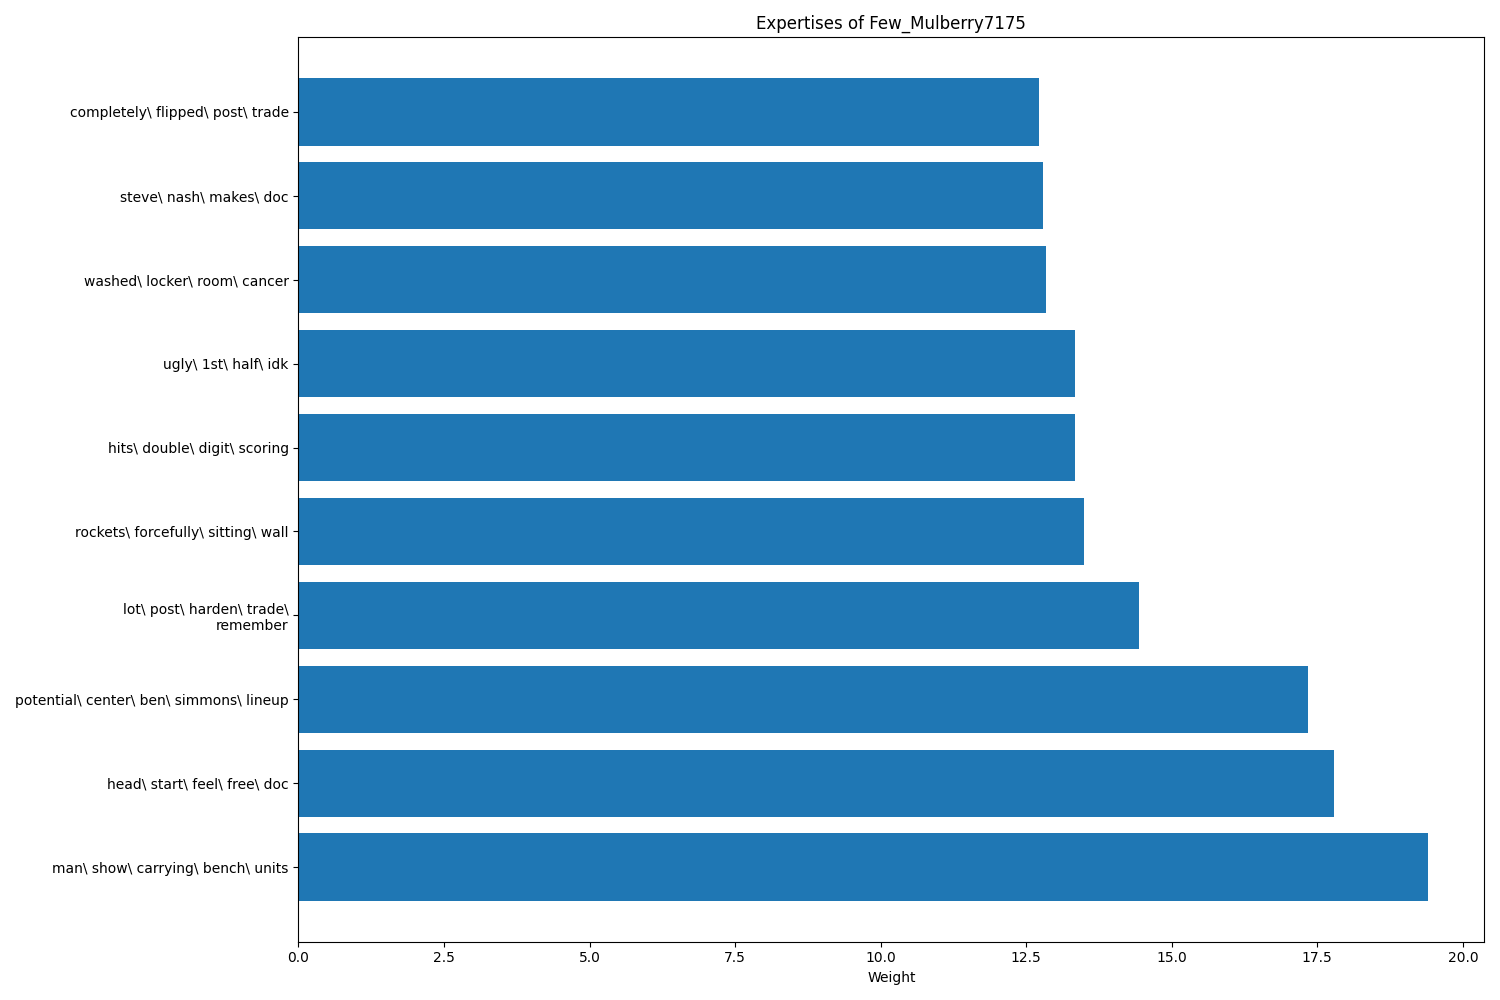 Expertises of Few_Mulberry7175
completely\ flipped\ post\ trade
steve\ nash\ makes\ doc
washed\ locker\ room\ cancer
ugly\ 1st\ half\ idk
hits\ double\ digit\ scoring
rockets\ forcefully\ sitting\ wall
lot\ post\ harden\ trade\
remember
potential\ center\ ben\ simmons\ lineup
head\ start\ feel\ free\ doc
man\ show\ carrying\ bench\ units
0.0 2.5 5.0 7.5 10.0 12.5 15.0 17.5 20.0
Weight